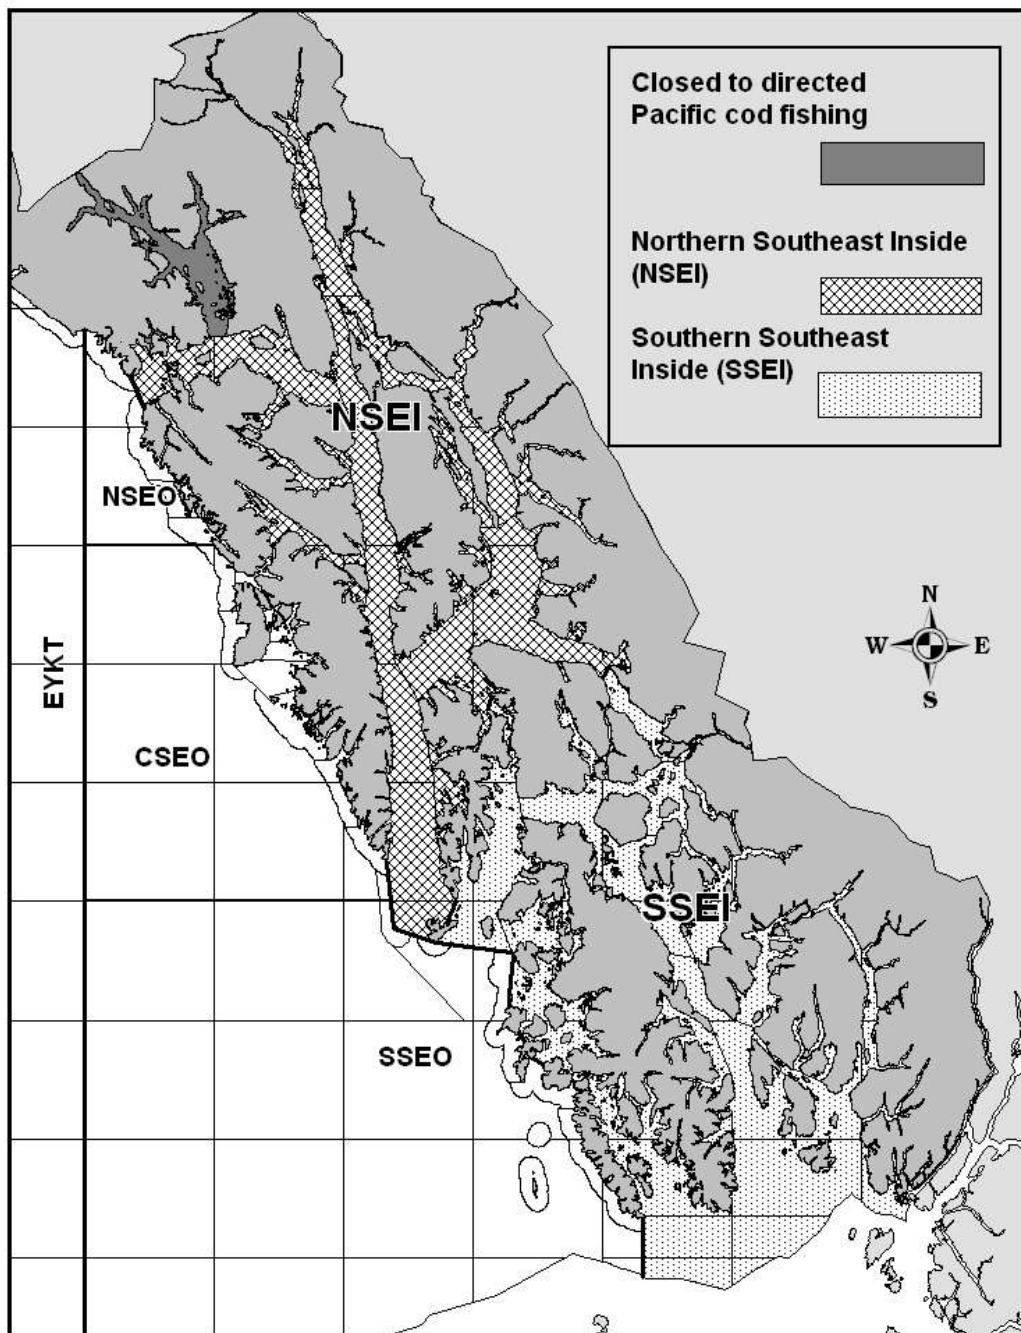 Closed to directed
Pacific cod fishing
Northern Southeast Inside
(NSEI)
Southern Southeast
Inside (SSEI)
NSEI
NSEO
EYKT
CSEO
N
W
E
S
SSEI
SSEO